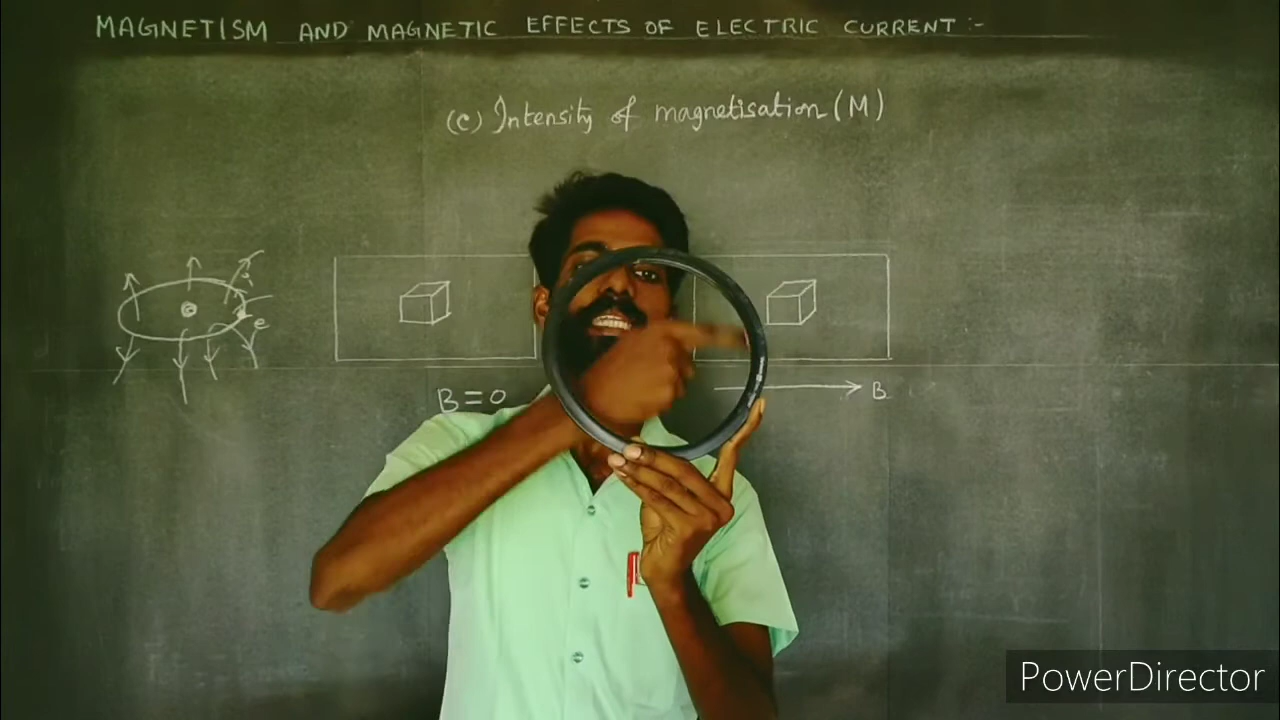 MAGNETISM AND MAGNETIC EFFECTS OF ELECTRIC CURRENT :-
(c) Intensity of magnetisation (M)
e
B = 0
B
PowerDirector